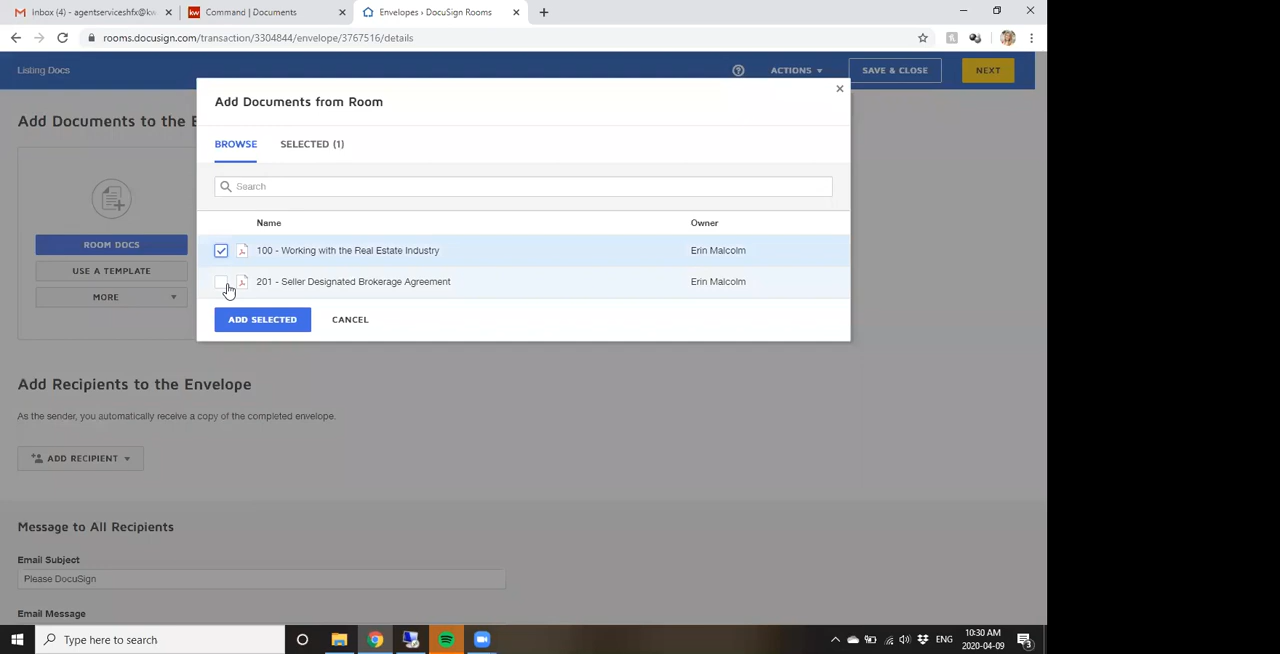 Inbox (4) - agentserviceshfx@kw
Command | Documents
Envelopes › DocuSign Rooms
rooms.docusign.com/transaction/3304844/envelope/3767516/details
Listing Docs
ACTIONS
SAVE & CLOSE
NEXT
Add Documents to the E
Add Documents from Room
BROWSE
SELECTED (1)
Search
Name
Owner
100 - Working with the Real Estate Industry
Erin Malcolm
201 - Seller Designated Brokerage Agreement
Erin Malcolm
ADD SELECTED
CANCEL
ROOM DOCS
USE A TEMPLATE
MORE
Add Recipients to the Envelope
As the sender, you automatically receive a copy of the completed envelope.
ADD RECIPIENT
Message to All Recipients
Email Subject
Please DocuSign
Email Message
Type here to search
ENG
10:30 AM
2020-04-09
3